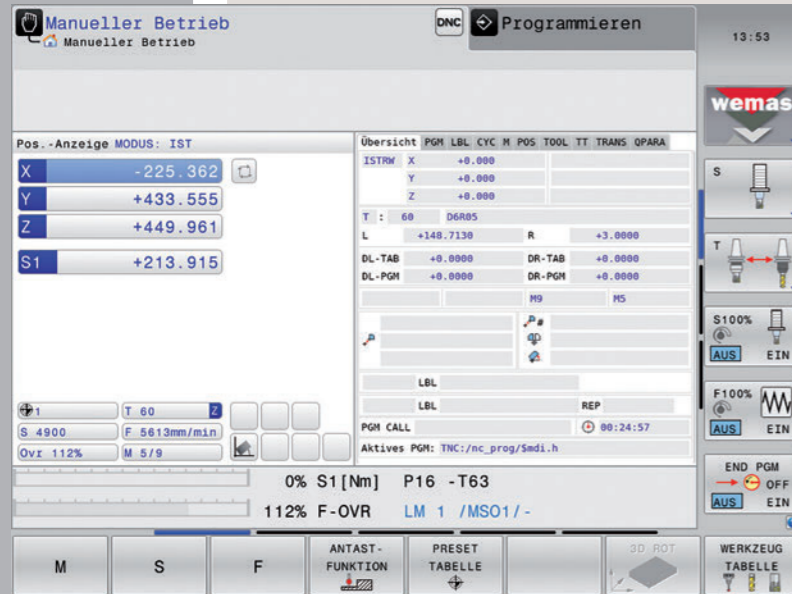 Manueller Betrieb
Manueller Betrieb
DNC
Programmieren
13:53
wemas
Pos.-Anzeige MODUS: IST
X -225.362
Y +433.555
Z +449.961
S1 +213.915
1
T 60 Z
S 4900
F 5613mm/min
Ovr 112%
M 5/9
Übersicht PGM LBL CYC M POS TOOL TT TRANS QPARA
ISTRW X +0.000
Y +0.000
Z +0.000
T : 60 D6R05
L +148.7130 R +3.0000
DL-TAB +0.0000 DR-TAB +0.0000
DL-PGM +0.0000 DR-PGM +0.0000
M9 M5
#
LBL
LBL REP
PGM CALL 00:24:57
Aktives PGM: TNC:/nc_prog/$mdi.h
0% S1[Nm] P16 -T63
112% F-OVR LM 1 /MSO1/-
S
T
S100%
AUS EIN
F100%
AUS EIN
END PGM
OFF
AUS EIN
M
S
F
ANTAST-
FUNKTION
PRESET
TABELLE
3D ROT
WERKZEUG
TABELLE